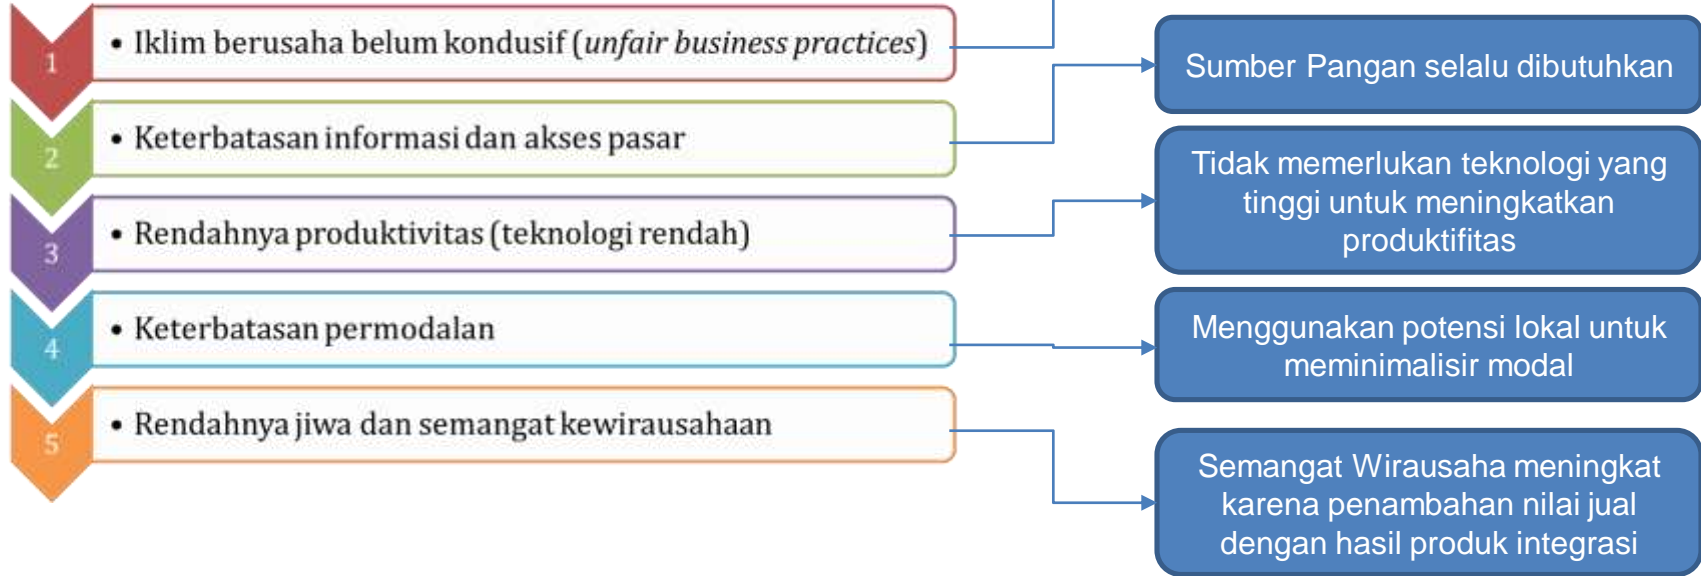 1
• Iklim berusaha belum kondusif (unfair business practices)
2
• Keterbatasan informasi dan akses pasar
3
• Rendahnya produktivitas (teknologi rendah)
4
• Keterbatasan permodalan
5
• Rendahnya jiwa dan semangat kewirausahaan
Sumber Pangan selalu dibutuhkan
Tidak memerlukan teknologi yang
tinggi untuk meningkatkan
produktifitas
Menggunakan potensi lokal untuk
meminimalisir modal
Semangat Wirausaha meningkat
karena penambahan nilai jual
dengan hasil produk integrasi